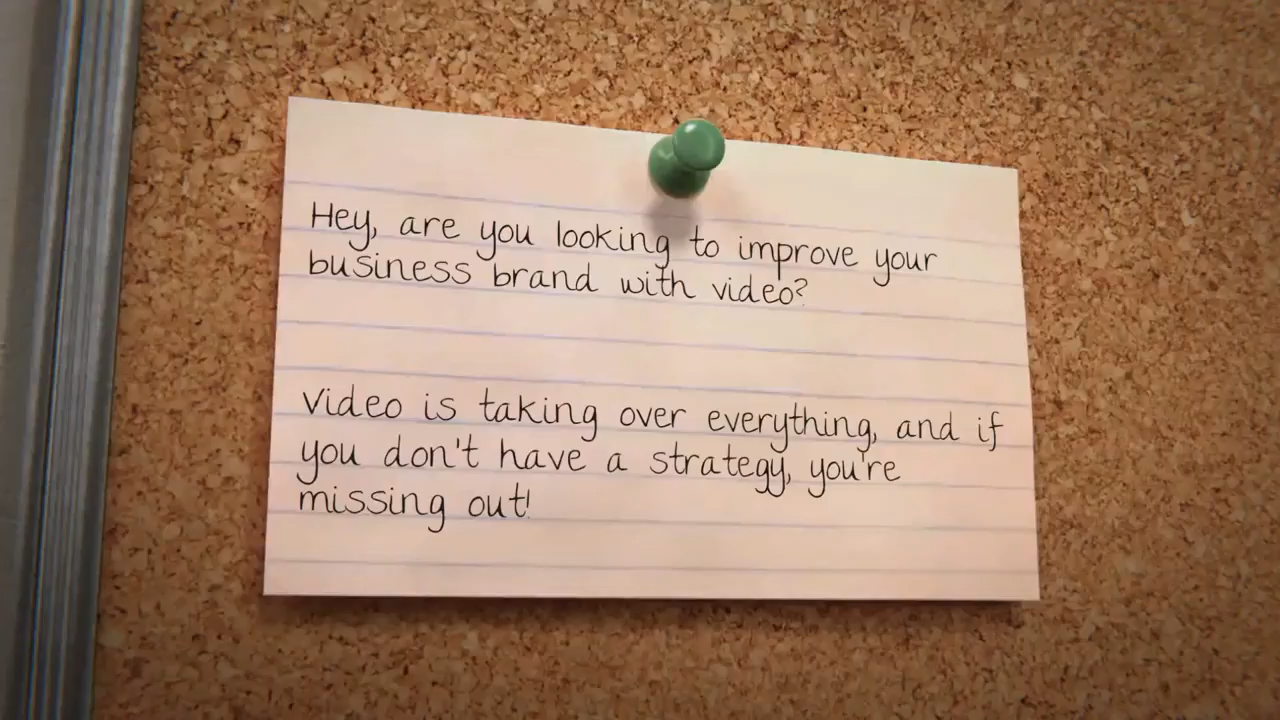 Hey, are you looking to improve your
business brand with video?
Video is taking over everything, and if
you don't have a strategy, you're
missing out!